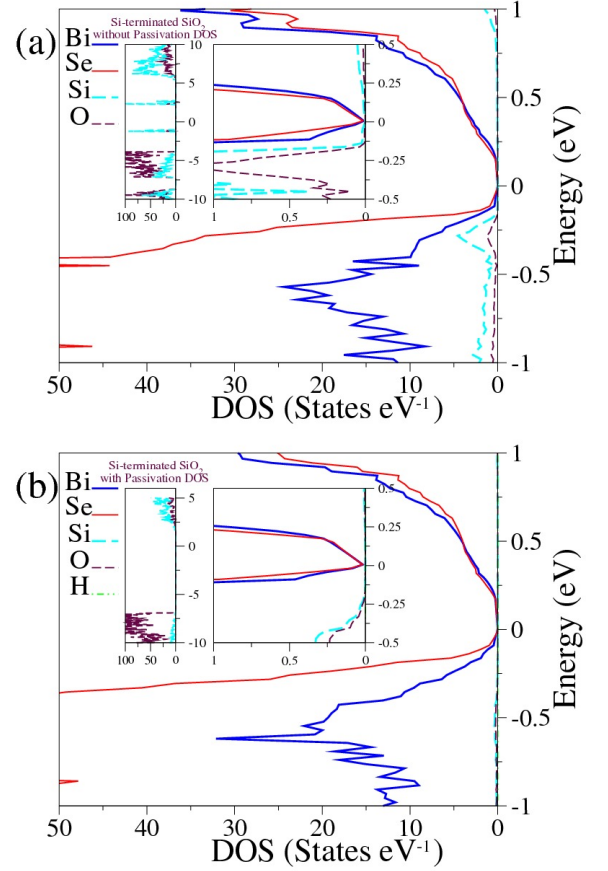 (a)
Bi
Se
Si
O
Si-terminated SiO2
without Passivation DOS
10
5
0
-5
-10
100
50
0
0.5
0.25
0
-0.25
-0.5
1
0.5
0
1
0.5
0
-0.5
-1
Energy (eV)
50
40
30
20
10
0
DOS (States eV-1)
(b)
Bi
Se
Si
O
H
Si-terminated SiO2
with Passivation DOS
5
0
-5
-10
100
50
0
0.5
0.25
0
-0.25
-0.5
1
0.5
0
1
0.5
0
-0.5
-1
Energy (eV)
50
40
30
20
10
0
DOS (States eV-1)